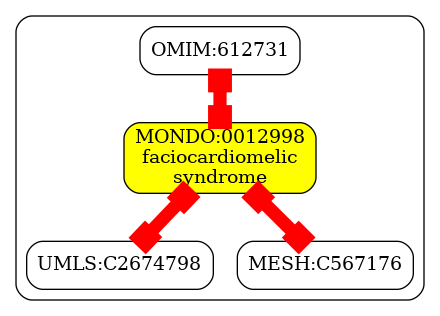 OMIM:612731
MONDO:0012998
faciocardiomelic
syndrome
UMLS:C2674798
MESH:C567176